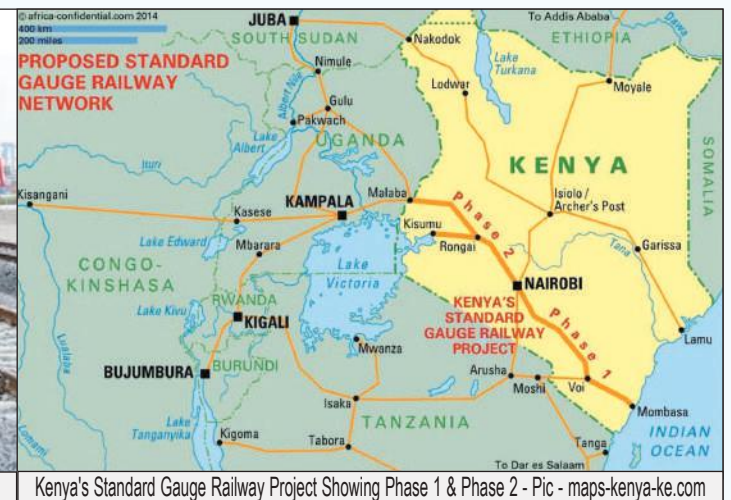 © africa-confidential.com 2014
400 km
200 miles
PROPOSED STANDARD
GAUGE RAILWAY
NETWORK
JUBA
SOUTH SUDAN
To Addis Ababa
ETHIOPIA
Dawa
Nakodok
Lake
Turkana
Nimule
Lodwar
Moyale
Albert Nile
Gulu
Pakwach
Lake
Albert
UGANDA
KENYA
SOMALIA
Ituri
Kisangani
KAMPALA
Malaba
Phase 2
Isiolo /
Archer's Post
Kasese
Kisumu
Rongai
Tana
Garissa
Lake Edward
Mbarara
CONGO-
KINSHASA
Lake
Victoria
NAIROBI
RWANDA
Lake Kivu
KIGALI
KENYA'S
STANDARD
GAUGE RAILWAY
PROJECT
Phase 1
Lamu
Lualaba
Mwanza
BUJUMBURA
BURUNDI
Arusha
Moshi
Voi
Isaka
Mombasa
Lake
Tanganyika
TANZANIA
INDIAN
OCEAN
Lomami
Kigoma
Tabora
Tanga
To Dar es Salaam
Kenya's Standard Gauge Railway Project Showing Phase 1 & Phase 2 - Pic - maps-kenya-ke.com